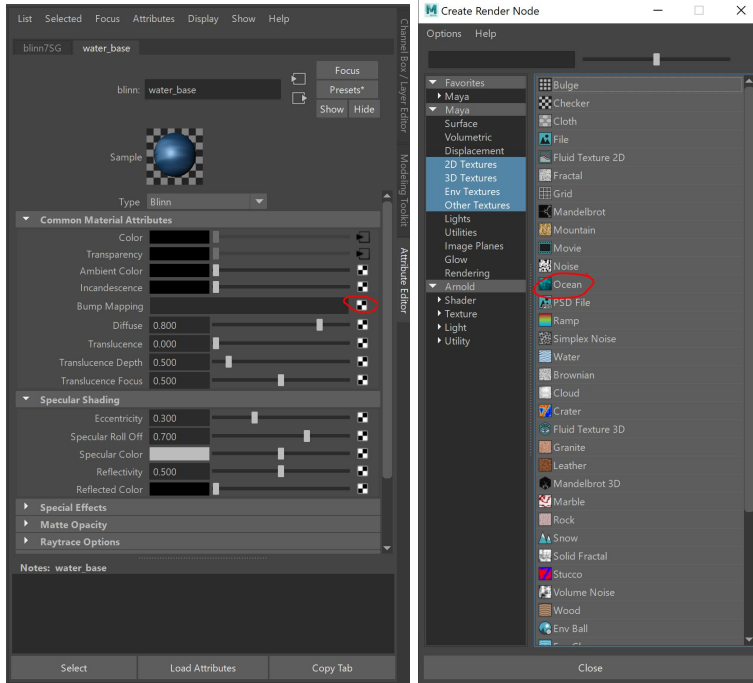 List Selected Focus Attributes Display Show Help
blinn7SG water_base
Focus
blinn: water_base
Presets*
Show Hide
Sample
Type Blinn
Common Material Attributes
Color
Transparency
Ambient Color
Incandescence
Bump Mapping
Diffuse 0.800
Translucence 0.000
Translucence Depth 0.500
Translucence Focus 0.500
Specular Shading
Eccentricity 0.300
Specular Roll Off 0.700
Specular Color
Reflectivity 0.500
Reflected Color
Special Effects
Matte Opacity
Raytrace Options
Notes: water_base
Select Load Attributes Copy Tab
Channel Box / Layer Editor
Modeling Toolkit
Attribute Editor
M Create Render Node
Options Help
Favorites
Maya
Maya
Surface
Volumetric
Displacement
2D Textures
3D Textures
Env Textures
Other Textures
Lights
Utilities
Image Planes
Glow
Rendering
Arnold
Shader
Texture
Light
Utility
Bulge
Checker
Cloth
File
Fluid Texture 2D
Fractal
Grid
Mandelbrot
Mountain
Movie
Noise
Ocean
PSD File
Ramp
Simplex Noise
Water
Brownian
Cloud
Crater
Fluid Texture 3D
Granite
Leather
Mandelbrot 3D
Marble
Rock
Snow
Solid Fractal
Stucco
Volume Noise
Wood
Env Ball
Close